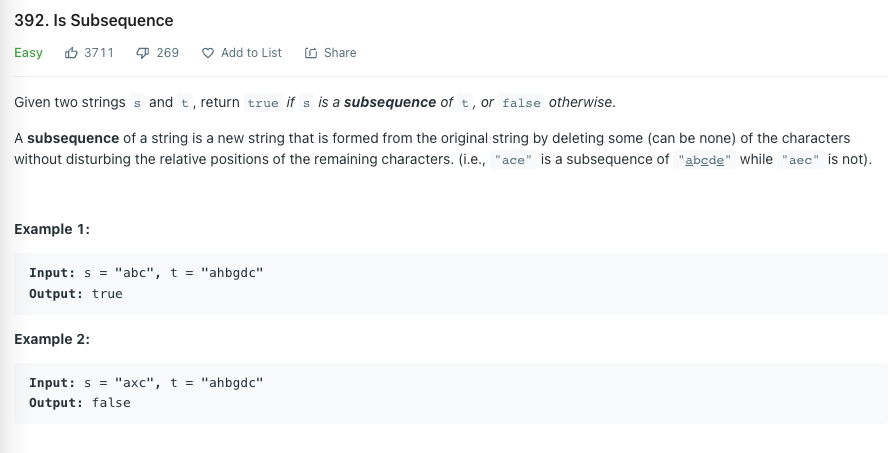 392. Is Subsequence
Easy 3711 269 Add to List Share
Given two strings s and t, return true if s is a subsequence of t, or false otherwise.
A subsequence of a string is a new string that is formed from the original string by deleting some (can be none) of the characters
without disturbing the relative positions of the remaining characters. (i.e., "ace" is a subsequence of "abcde" while "aec" is not).
Example 1:
Input: s = "abc", t = "ahbgdc"
Output: true
Example 2:
Input: s = "axc", t = "ahbgdc"
Output: false